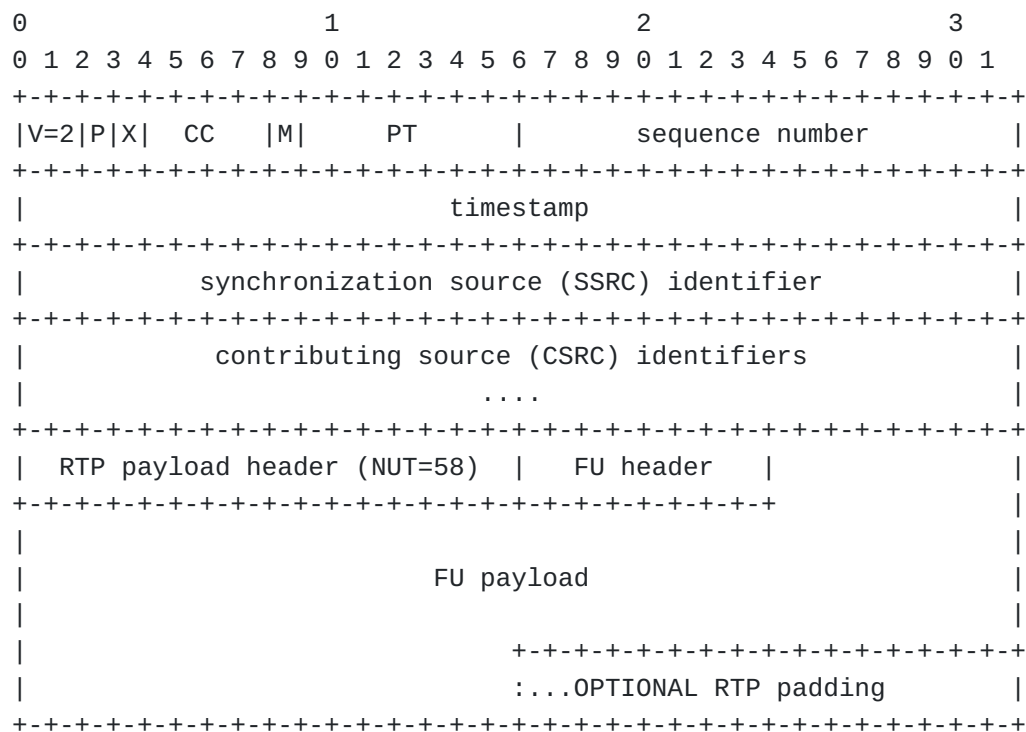 0                   1                   2                   3
0 1 2 3 4 5 6 7 8 9 0 1 2 3 4 5 6 7 8 9 0 1 2 3 4 5 6 7 8 9 0 1
+-+-+-+-+-+-+-+-+-+-+-+-+-+-+-+-+-+-+-+-+-+-+-+-+-+-+-+-+-+-+-+-+
|V=2|P|X|  CC   |M|     PT      |       sequence number         |
+-+-+-+-+-+-+-+-+-+-+-+-+-+-+-+-+-+-+-+-+-+-+-+-+-+-+-+-+-+-+-+-+
|                           timestamp                           |
+-+-+-+-+-+-+-+-+-+-+-+-+-+-+-+-+-+-+-+-+-+-+-+-+-+-+-+-+-+-+-+-+
|           synchronization source (SSRC) identifier            |
+-+-+-+-+-+-+-+-+-+-+-+-+-+-+-+-+-+-+-+-+-+-+-+-+-+-+-+-+-+-+-+-+
|            contributing source (CSRC) identifiers             |
|                             ....                              |
+-+-+-+-+-+-+-+-+-+-+-+-+-+-+-+-+-+-+-+-+-+-+-+-+-+-+-+-+-+-+-+-+
|  RTP payload header (NUT=58)  |   FU header   |               |
+-+-+-+-+-+-+-+-+-+-+-+-+-+-+-+-+-+-+-+-+-+-+-+-+               |
|                                                               |
|                          FU payload                           |
|                                                               |
|                               +-+-+-+-+-+-+-+-+-+-+-+-+-+-+-+-+
|                               :...OPTIONAL RTP padding        |
+-+-+-+-+-+-+-+-+-+-+-+-+-+-+-+-+-+-+-+-+-+-+-+-+-+-+-+-+-+-+-+-+